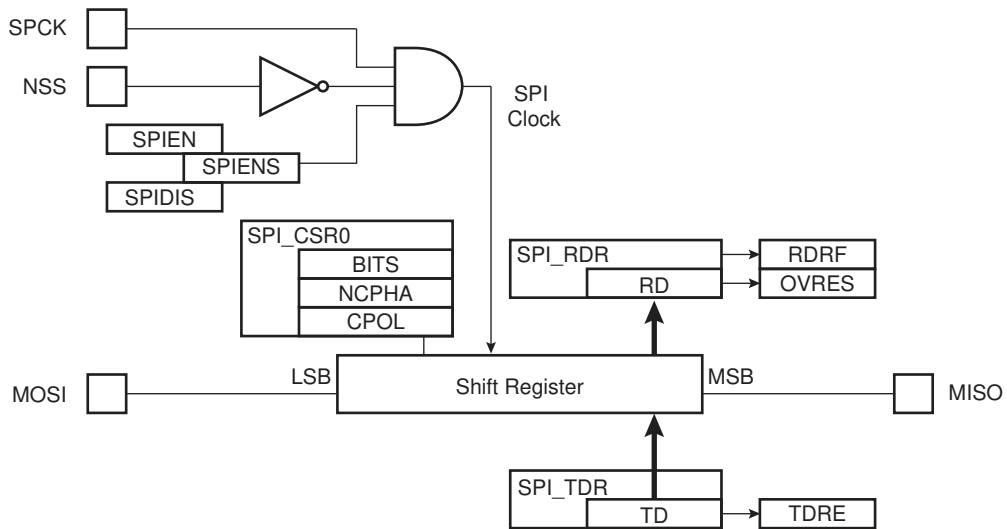 SPCK
NSS
SPI
Clock
SPIEN
SPIENS
SPIDIS
SPI_CSR0
BITS
NCPHA
CPOL
SPI_RDR
RD
RDRF
OVRES
LSB
Shift Register
MSB
MOSI
MISO
SPI_TDR
TD
TDRE